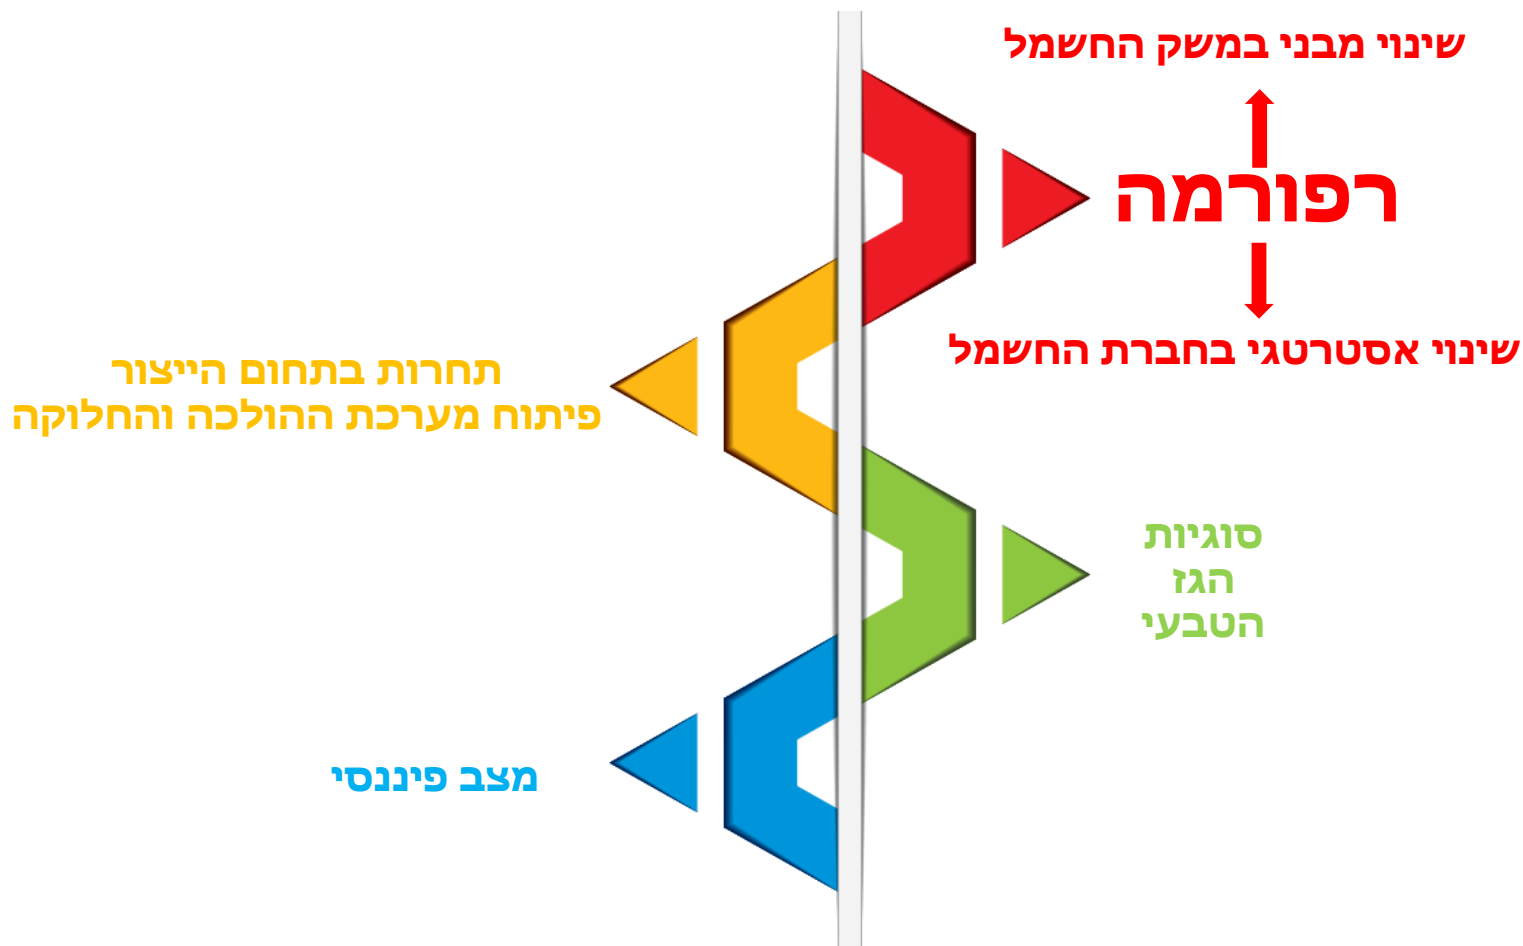 שינוי מבני במשק החשמל
רפורמה
שינוי אסטרטגי בחברת החשמל
תחרות בתחום הייצור
פיתוח מערכת ההולכה והחלוקה
סוגיות
הגז
הטבעי
מצב פיננסי